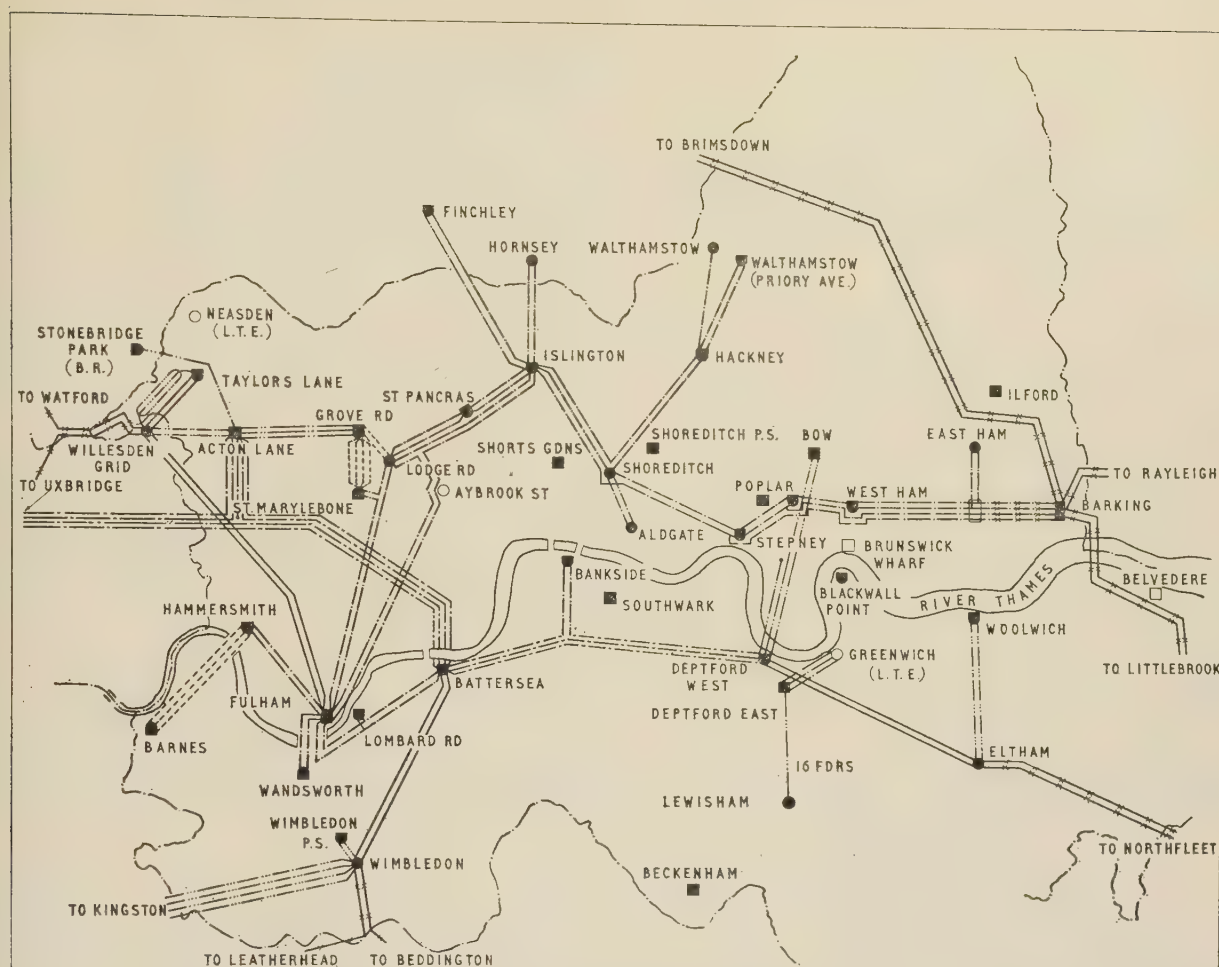 TO BRIMSDOWN
FINCHLEY
HORNSEY
WALTHAMSTOW
WALTHAMSTOW
(PRIORY AVE.)
NEASDEN
(L.T.E.)
STONEBRIDGE
PARK
(B.R.)
TAYLORS LANE
ISLINGTON
HACKNEY
TO WATFORD
ST PANCRAS
ILFORD
GROVE RD
WILLESDEN
GRID
ACTON LANE
LODGE RD
SHORTS GDNS
SHOREDITCH P.S.
BOW
EAST HAM
TO UXBRIDGE
SHOREDITCH
TO RAYLEIGH
ST MARYLEBONE
AYBROOK ST
POPLAR
WEST HAM
BARKING
ALDGATE
STEPNEY
BRUNSWICK
WHARF
BANKSIDE
BLACKWALL
POINT
RIVER THAMES
BELVEDERE
HAMMERSMITH
SOUTHWARK
WOOLWICH
DEPTFORD
WEST
GREENWICH
(L.T.E.)
TO LITTLEBROOK
BATTERSEA
FULHAM
DEPTFORD EAST
BARNES
LOMBARD RD
ELTHAM
WANDSWORTH
16 FDRS
LEWISHAM
WIMBLEDON
P.S.
TO NORTHFLEET
WIMBLEDON
BECKENHAM
TO KINGSTON
TO LEATHERHEAD
TO BEDDINGTON